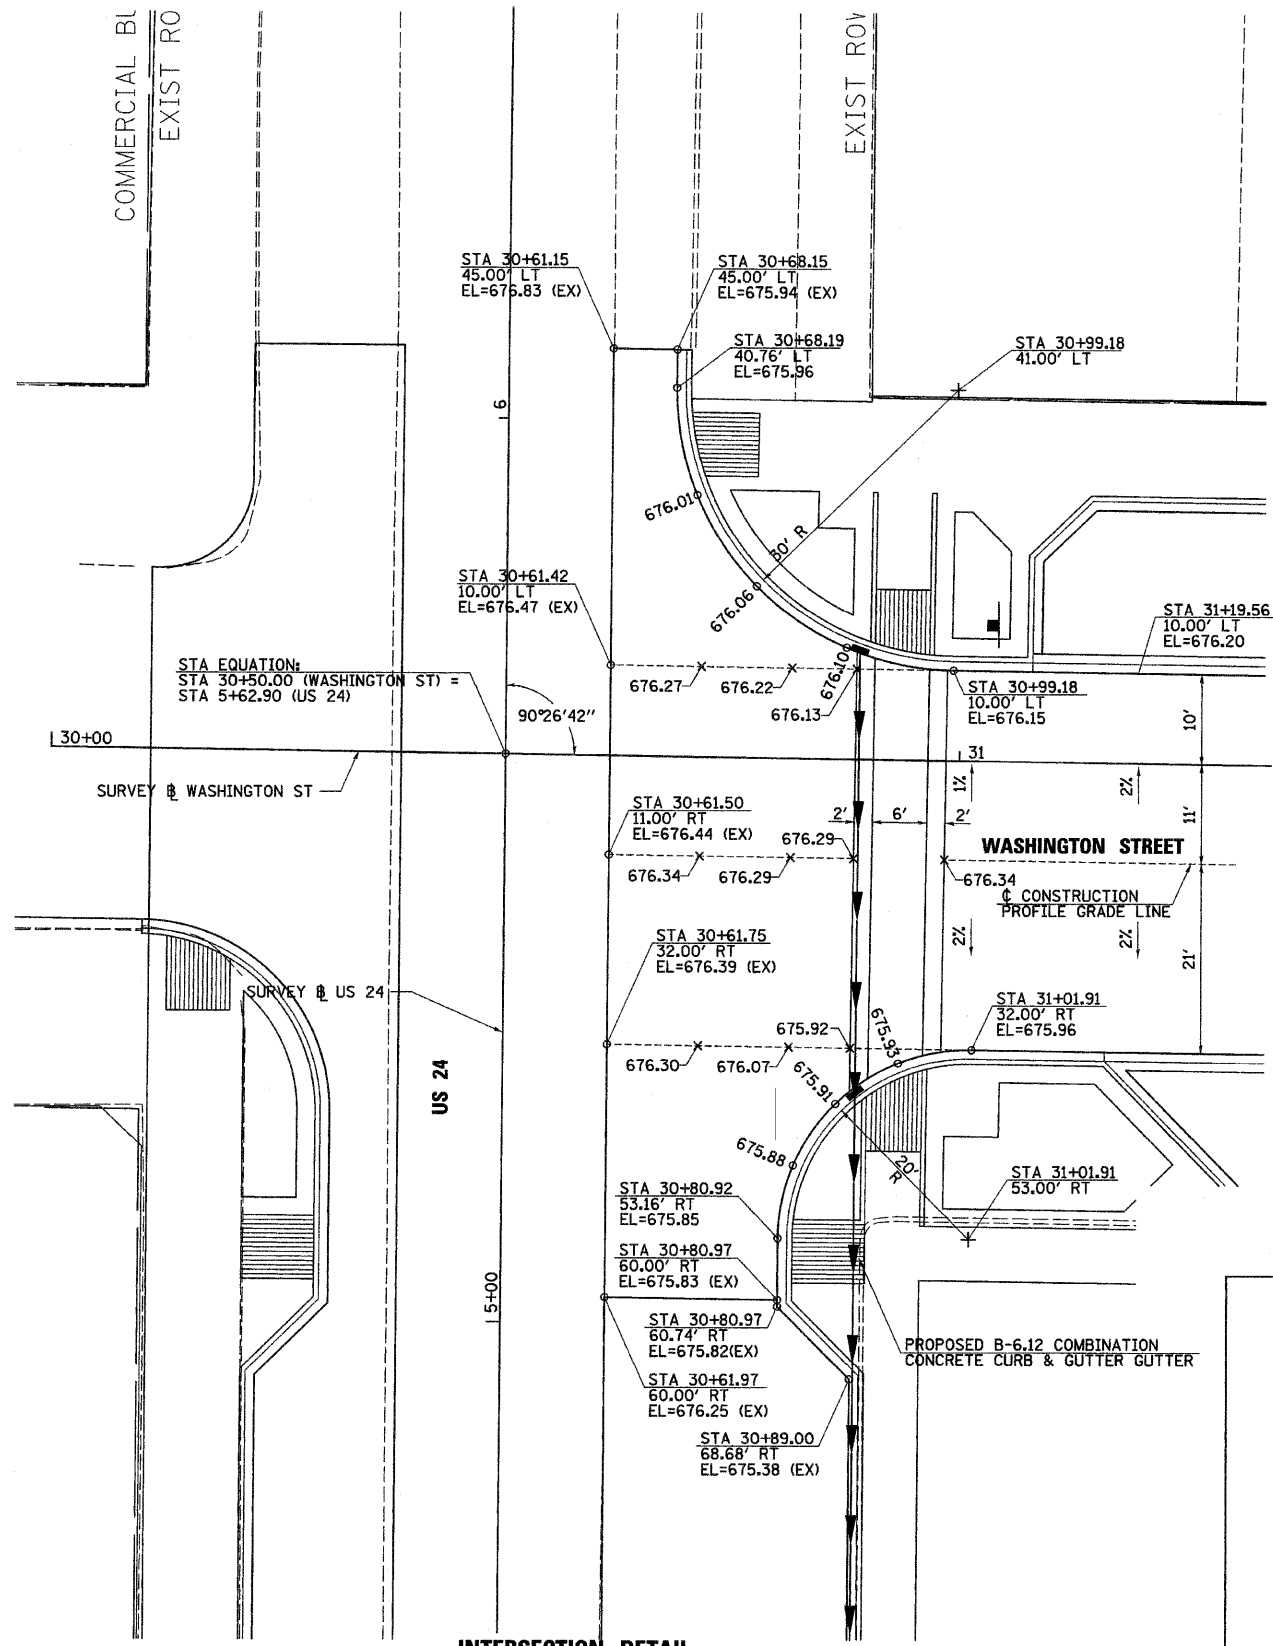 COMMERCIAL BU
EXIST RO
EXIST ROW
STA 30+61.15
45.00' LT
EL=676.83 (EX)
STA 30+68.15
45.00' LT
EL=675.94 (EX)
STA 30+68.19
40.76' LT
EL=675.96
STA 30+99.18
41.00' LT
6
676.01
30' R
676.06
STA 30+61.42
10.00' LT
EL=676.47 (EX)
STA 31+19.56
10.00' LT
EL=676.20
STA EQUATION:
STA 30+50.00 (WASHINGTON ST) =
STA 5+62.90 (US 24)
676.27
676.22
676.10
676.13
STA 30+99.18
10.00' LT
EL=676.15
90°26'42"
10'
30+00
31
SURVEY ℄ WASHINGTON ST
1%
2%
STA 30+61.50
11.00' RT
EL=676.44 (EX)
2'
6'
2'
11'
676.29
WASHINGTON STREET
676.34
676.29
676.34
℄ CONSTRUCTION
PROFILE GRADE LINE
STA 30+61.75
32.00' RT
EL=676.39 (EX)
2%
2%
21'
SURVEY ℄ US 24
STA 31+01.91
32.00' RT
EL=675.96
675.92
675.93
676.30
676.07
US 24
675.91
675.88
20'
R
STA 31+01.91
53.00' RT
STA 30+80.92
53.16' RT
EL=675.85
STA 30+80.97
60.00' RT
EL=675.83 (EX)
5+00
STA 30+80.97
60.74' RT
EL=675.82(EX)
PROPOSED B-6.12 COMBINATION
CONCRETE CURB & GUTTER GUTTER
STA 30+61.97
60.00' RT
EL=676.25 (EX)
STA 30+89.00
68.68' RT
EL=675.38 (EX)
INTERSECTION DETAIL